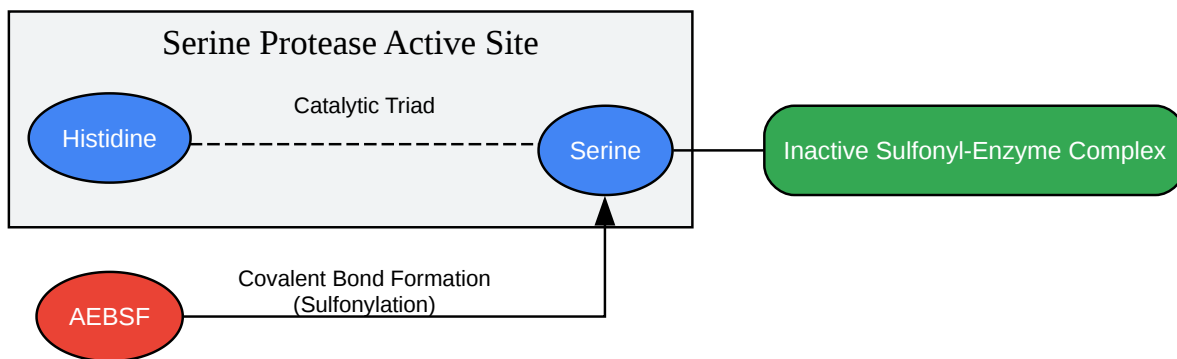 Serine Protease Active Site
Catalytic Triad
Histidine
Serine
Inactive Sulfonyl-Enzyme Complex
Covalent Bond Formation
(Sulfonylation)
AEBSF